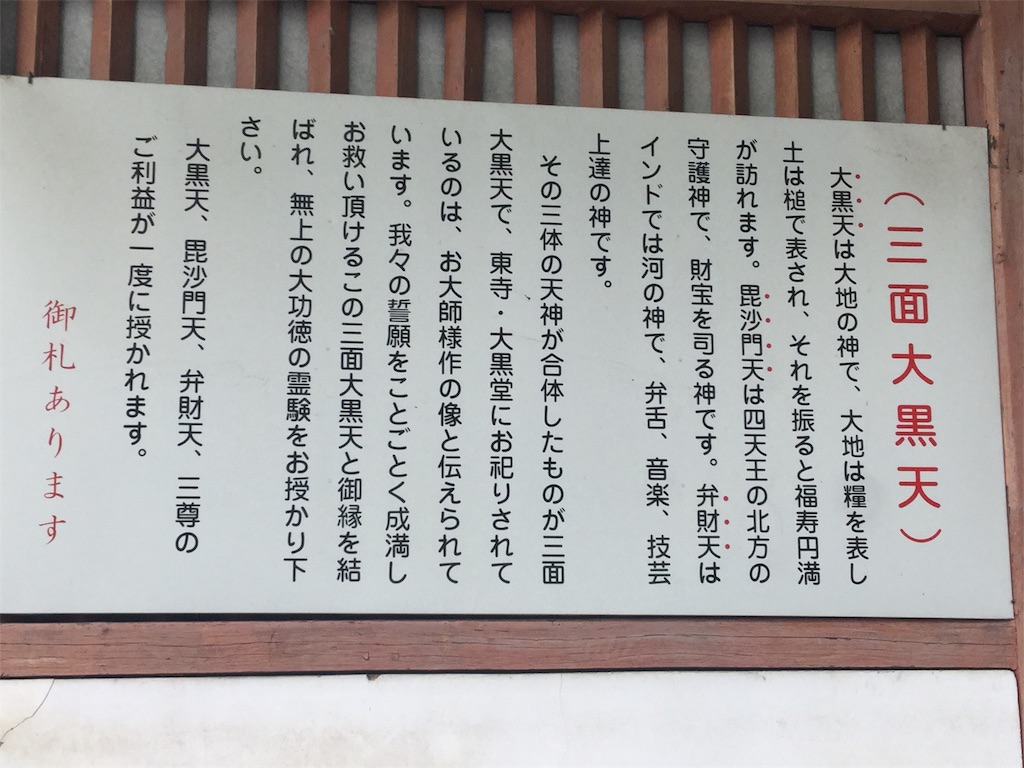 （三面大黒天）
大黒天は大地の神で、大地は糧を表し
土は槌で表され、それを振ると福寿円満
が訪れます。毘沙門天は四天王の北方の
守護神で、財宝を司る神です。弁財天は
インドでは河の神で、弁舌、音楽、技芸
上達の神です。
その三体の天神が合体したものが三面
大黒天で、東寺・大黒堂にお祀りされて
いるのは、お大師様作の像と伝えられて
います。我々の誓願をことごとく成満し
お救い頂けるこの三面大黒天と御縁を結
ばれ、無上の大功徳の霊験をお授かり下
さい。
大黒天、毘沙門天、弁財天、三尊の
ご利益が一度に授かれます。
御札あります